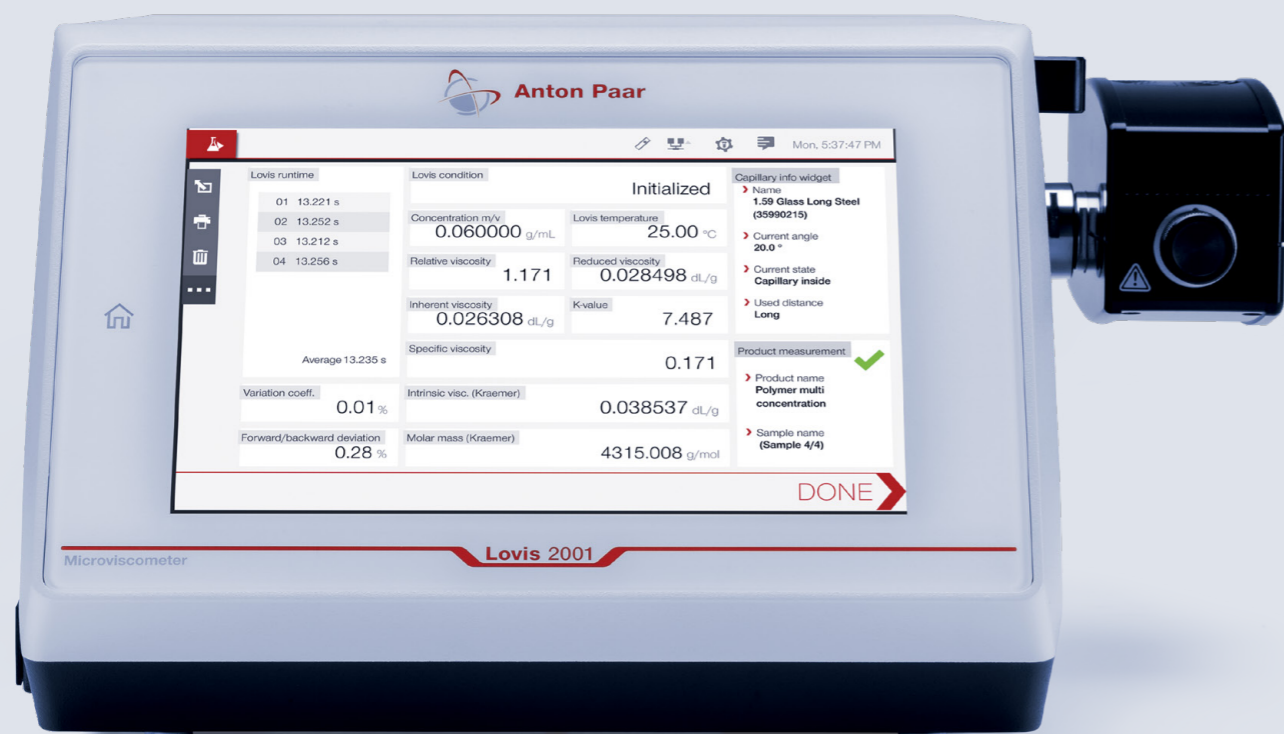 Anton Paar
Mon, 5:37:47 PM
Lovis runtime
01 13.221 s
02 13.252 s
03 13.212 s
04 13.256 s
Average 13.235 s
Variation coeff.
0.01 %
Forward/backward deviation
0.28 %
Lovis condition
Initialized
Concentration m/v
0.060000 g/mL
Lovis temperature
25.00 °C
Relative viscosity
1.171
Reduced viscosity
0.028498 dL/g
Inherent viscosity
0.026308 dL/g
K-value
7.487
Specific viscosity
0.171
Intrinsic visc. (Kraemer)
0.038537 dL/g
Molar mass (Kraemer)
4315.008 g/mol
Capillary info widget
Name
1.59 Glass Long Steel
(35990215)
Current angle
20.0 °
Current state
Capillary inside
Used distance
Long
Product measurement
Product name
Polymer multi
concentration
Sample name
(Sample 4/4)
DONE
Microviscometer
Lovis 2001